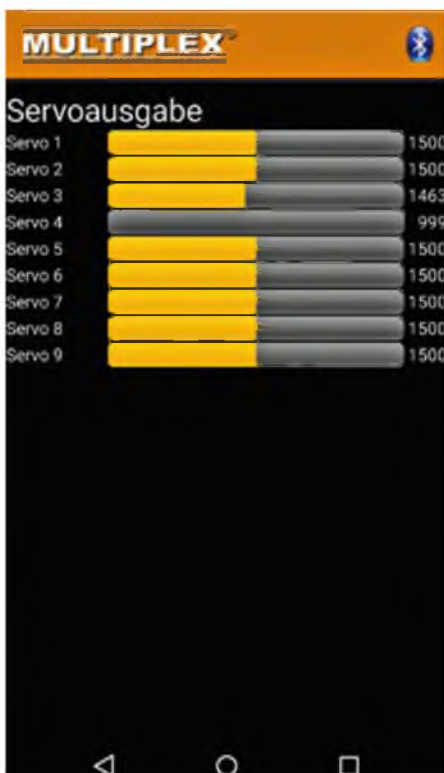 MULTIPLEX
Servoausgabe
Servo 1 1500
Servo 2 1500
Servo 3 1463
Servo 4 999
Servo 5 1500
Servo 6 1500
Servo 7 1500
Servo 8 1500
Servo 9 1500